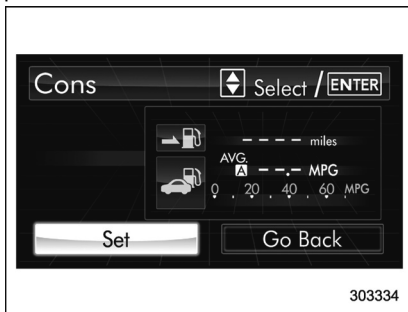 Cons Select / ENTER
– – – – miles
AVG.
A – –.– MPG
0 . 20 . 40 . 60 MPG
Set Go Back
303334